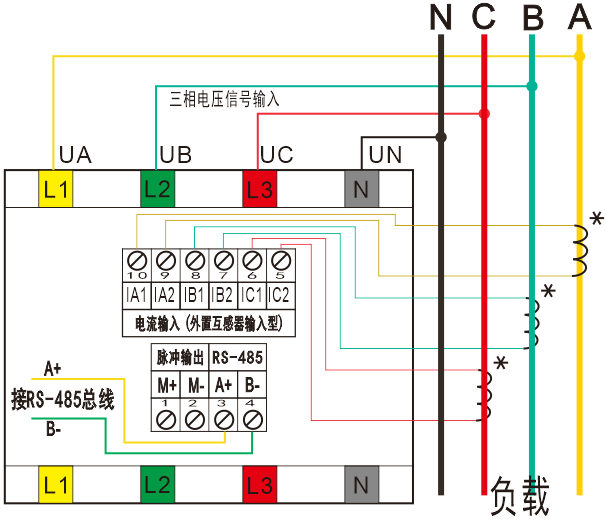 N C B A
三相电压信号输入
UA UB UC UN
L1 L2 L3 N
*
10 9 8 7 6 5
IA1 IA2 IB1 IB2 IC1 IC2
*
电流输入 (外置互感器输入型)
脉冲输出 RS-485
*
A+
M+ M- A+ B-
接RS-485总线
1 2 3 4
B-
L1 L2 L3 N
负载